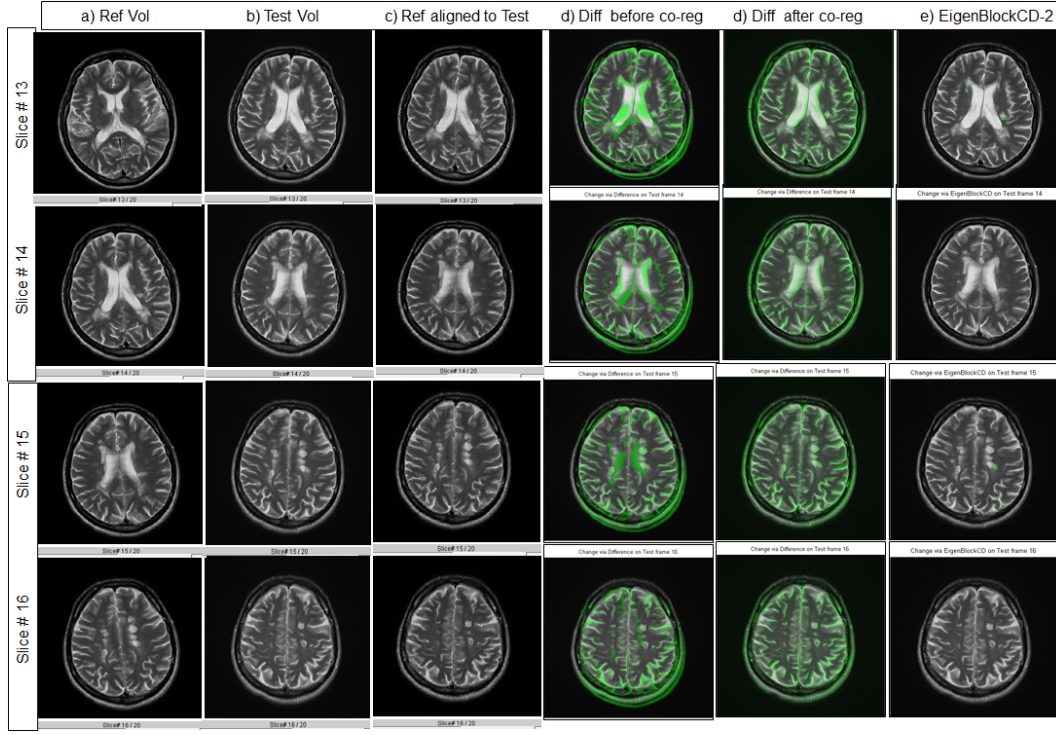 a) Ref Vol
b) Test Vol
c) Ref aligned to Test
d) Diff before co-reg
d) Diff after co-reg
e) EigenBlockCD-2
Slice # 13
Slice# 13 / 20
Slice# 13 / 20
Slice# 13 / 20
Change via Difference on Test frame 14
Change via Difference on Test frame 14
Change via EigenBlockCD on Test frame 14
Slice # 14
Slice# 14 / 20
Slice# 14 / 20
Slice# 14 / 20
Change via Difference on Test frame 15
Change via Difference on Test frame 15
Change via EigenBlockCD on Test frame 15
Slice # 15
Slice# 15 / 20
Slice# 15 / 20
Slice# 15 / 20
Change via Difference on Test frame 16
Change via Difference on Test frame 16
Change via EigenBlockCD on Test frame 16
Slice # 16
Slice# 16 / 20
Slice# 16 / 20
Slice# 16 / 20